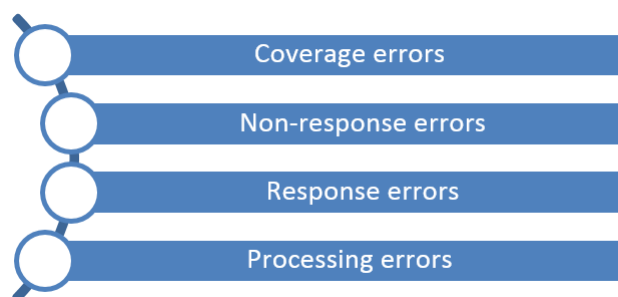 Coverage errors
Non-response errors
Response errors
Processing errors